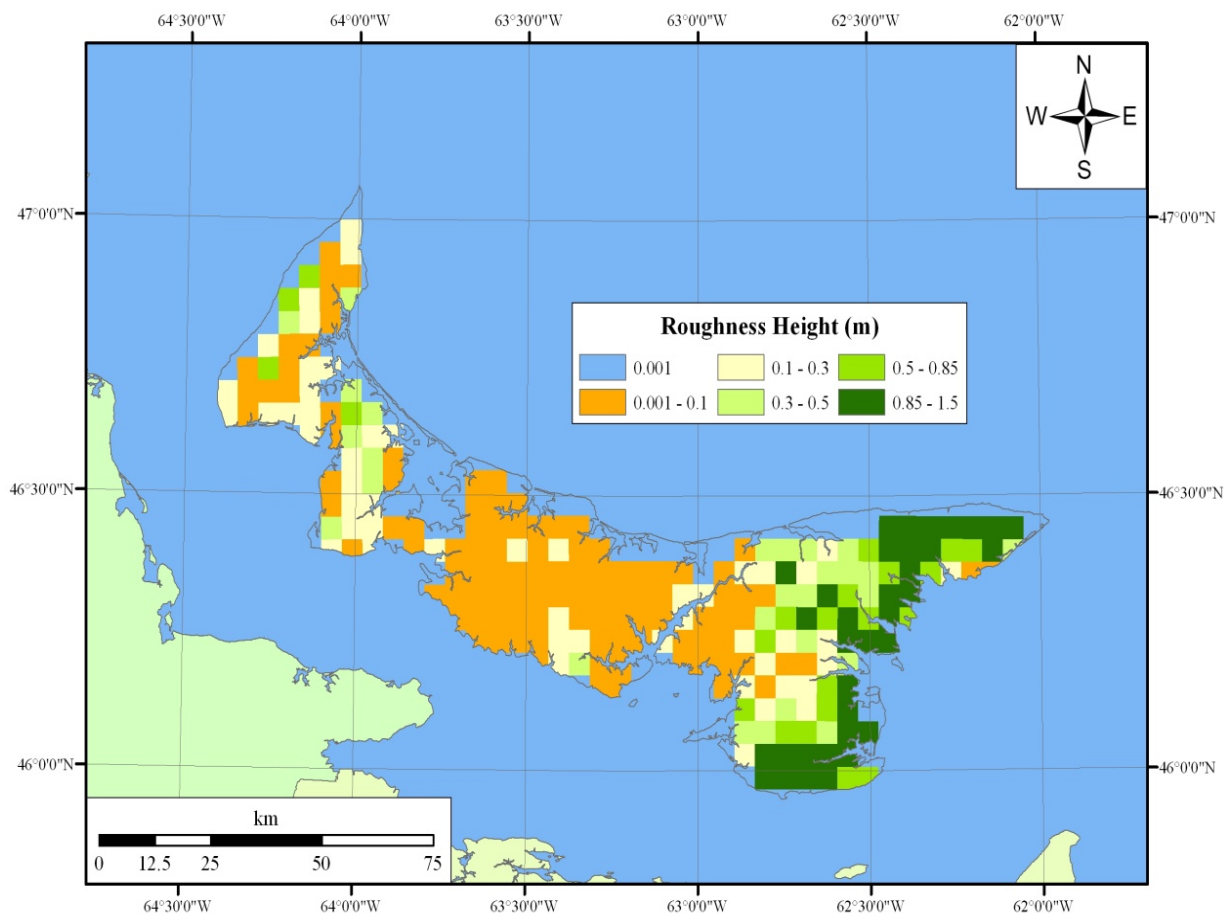 64°30'0"W 64°0'0"W 63°30'0"W 63°0'0"W 62°30'0"W 62°0'0"W
N
W E
S
47°0'0"N 47°0'0"N
Roughness Height (m)
0.001 0.1 - 0.3 0.5 - 0.85
0.001 - 0.1 0.3 - 0.5 0.85 - 1.5
46°30'0"N 46°30'0"N
46°0'0"N 46°0'0"N
km
0 12.5 25 50 75
64°30'0"W 64°0'0"W 63°30'0"W 63°0'0"W 62°30'0"W 62°0'0"W